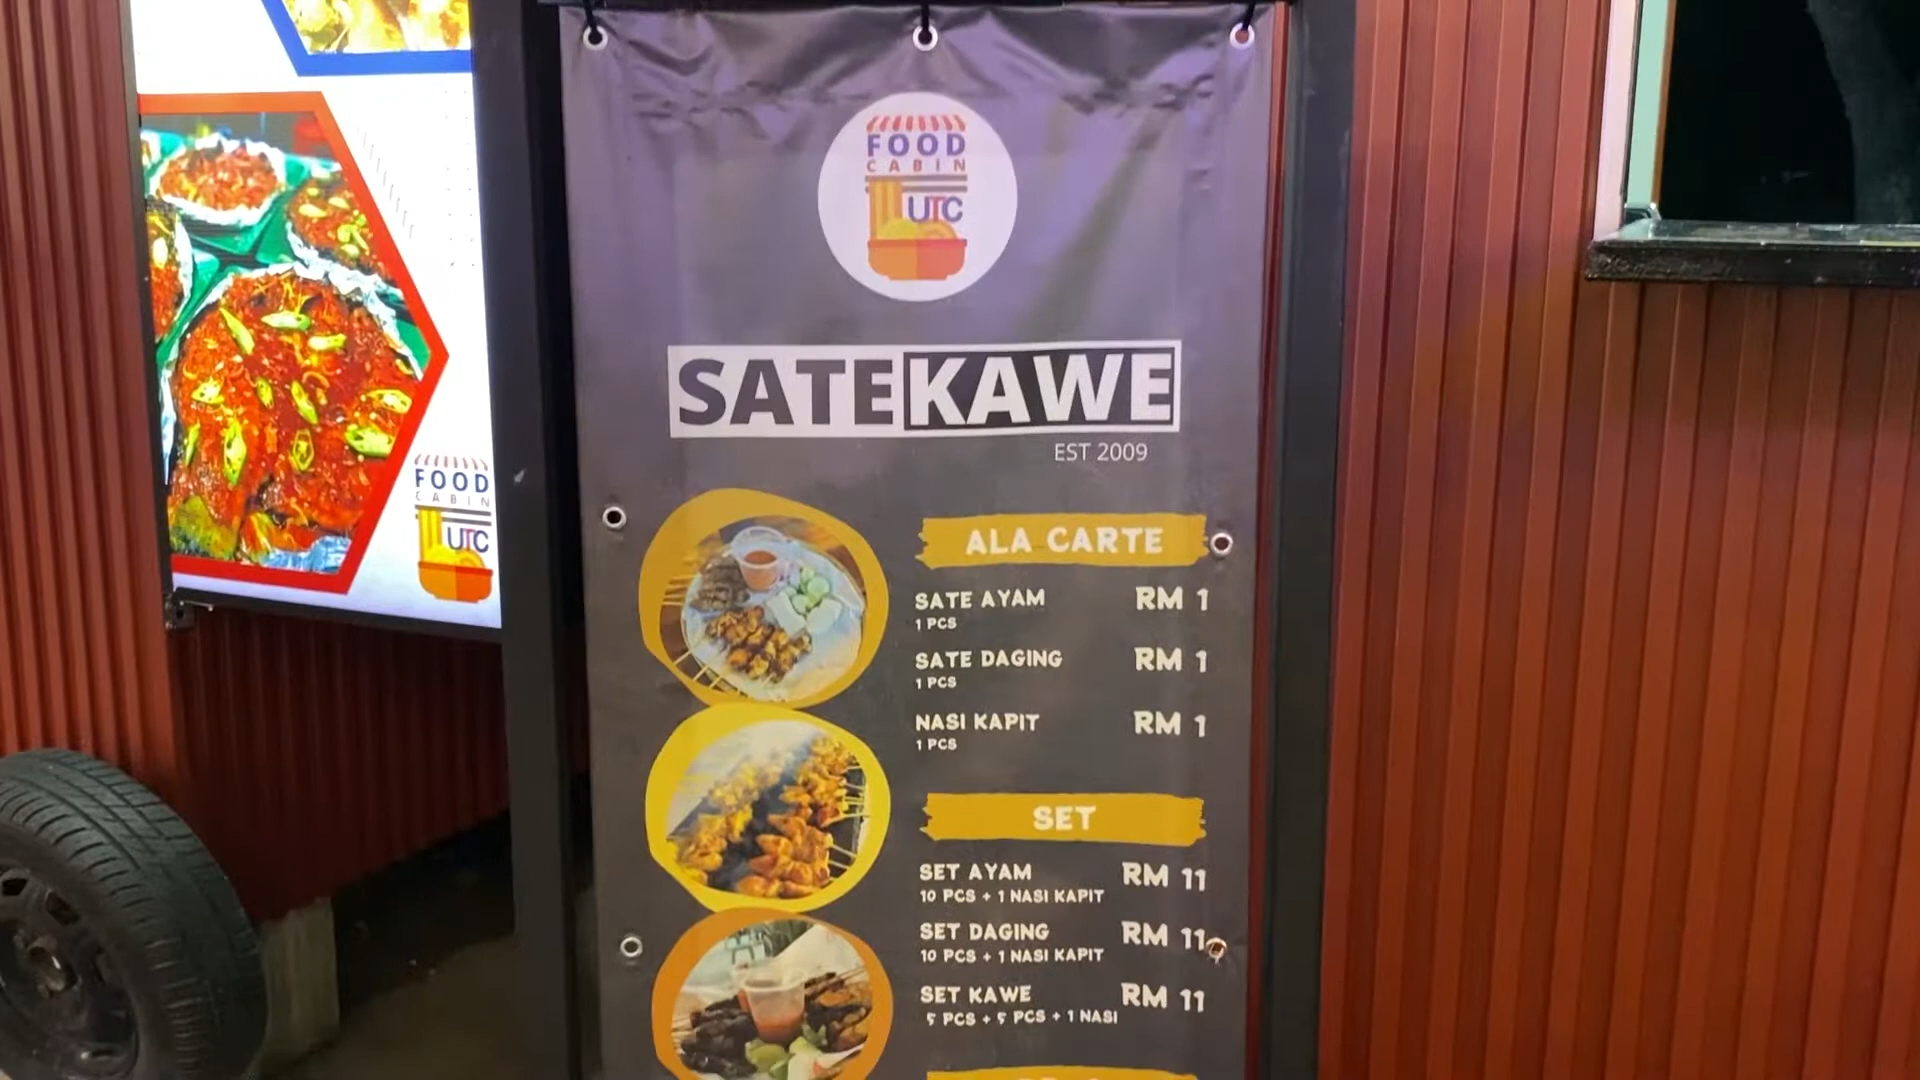 FOOD
CABIN
UTC
SATEKAWE
EST 2009
ALA CARTE
SATE AYAM RM 1
1 PCS
SATE DAGING RM 1
1 PCS
NASI KAPIT RM 1
1 PCS
SET
SET AYAM RM 11
10 PCS + 1 NASI KAPIT
SET DAGING RM 11
10 PCS + 1 NASI KAPIT
SET KAWE RM 11
5 PCS + 5 PCS + 1 NASI
FOOD
CABIN
UTC